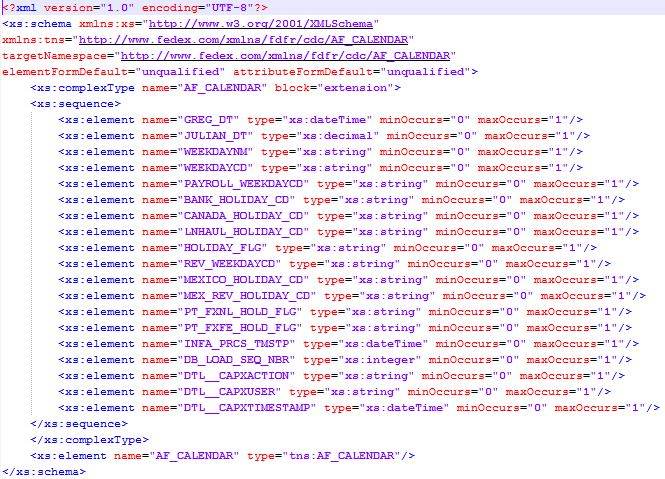 <?xml version="1.0" encoding="UTF-8"?>
<xs:schema xmlns:xs="http://www.w3.org/2001/XMLSchema"
xmlns:tns="http://www.fedex.com/xmlns/fdfr/cdc/AF_CALENDAR"
targetNamespace="http://www.fedex.com/xmlns/fdfr/cdc/AF_CALENDAR"
elementFormDefault="unqualified" attributeFormDefault="unqualified">
<xs:complexType name="AF_CALENDAR" block="extension">
<xs:sequence>
<xs:element name="GREG_DT" type="xs:dateTime" minOccurs="0" maxOccurs="1"/>
<xs:element name="JULIAN_DT" type="xs:decimal" minOccurs="0" maxOccurs="1"/>
<xs:element name="WEEKDAYNM" type="xs:string" minOccurs="0" maxOccurs="1"/>
<xs:element name="WEEKDAYCD" type="xs:string" minOccurs="0" maxOccurs="1"/>
<xs:element name="PAYROLL_WEEKDAYCD" type="xs:string" minOccurs="0" maxOccurs="1"/>
<xs:element name="BANK_HOLIDAY_CD" type="xs:string" minOccurs="0" maxOccurs="1"/>
<xs:element name="CANADA_HOLIDAY_CD" type="xs:string" minOccurs="0" maxOccurs="1"/>
<xs:element name="LNHAUL_HOLIDAY_CD" type="xs:string" minOccurs="0" maxOccurs="1"/>
<xs:element name="HOLIDAY_FLG" type="xs:string" minOccurs="0" maxOccurs="1"/>
<xs:element name="REV_WEEKDAYCD" type="xs:string" minOccurs="0" maxOccurs="1"/>
<xs:element name="MEXICO_HOLIDAY_CD" type="xs:string" minOccurs="0" maxOccurs="1"/>
<xs:element name="MEX_REV_HOLIDAY_CD" type="xs:string" minOccurs="0" maxOccurs="1"/>
<xs:element name="PT_FXNL_HOLD_FLG" type="xs:string" minOccurs="0" maxOccurs="1"/>
<xs:element name="PT_FXFE_HOLD_FLG" type="xs:string" minOccurs="0" maxOccurs="1"/>
<xs:element name="INFA_PRCS_TMSTP" type="xs:dateTime" minOccurs="0" maxOccurs="1"/>
<xs:element name="DB_LOAD_SEQ_NBR" type="xs:integer" minOccurs="0" maxOccurs="1"/>
<xs:element name="DTL__CAPXACTION" type="xs:string" minOccurs="0" maxOccurs="1"/>
<xs:element name="DTL__CAPXUSER" type="xs:string" minOccurs="0" maxOccurs="1"/>
<xs:element name="DTL__CAPXTIMESTAMP" type="xs:dateTime" minOccurs="0" maxOccurs="1"/>
</xs:sequence>
</xs:complexType>
<xs:element name="AF_CALENDAR" type="tns:AF_CALENDAR"/>
</xs:schema>